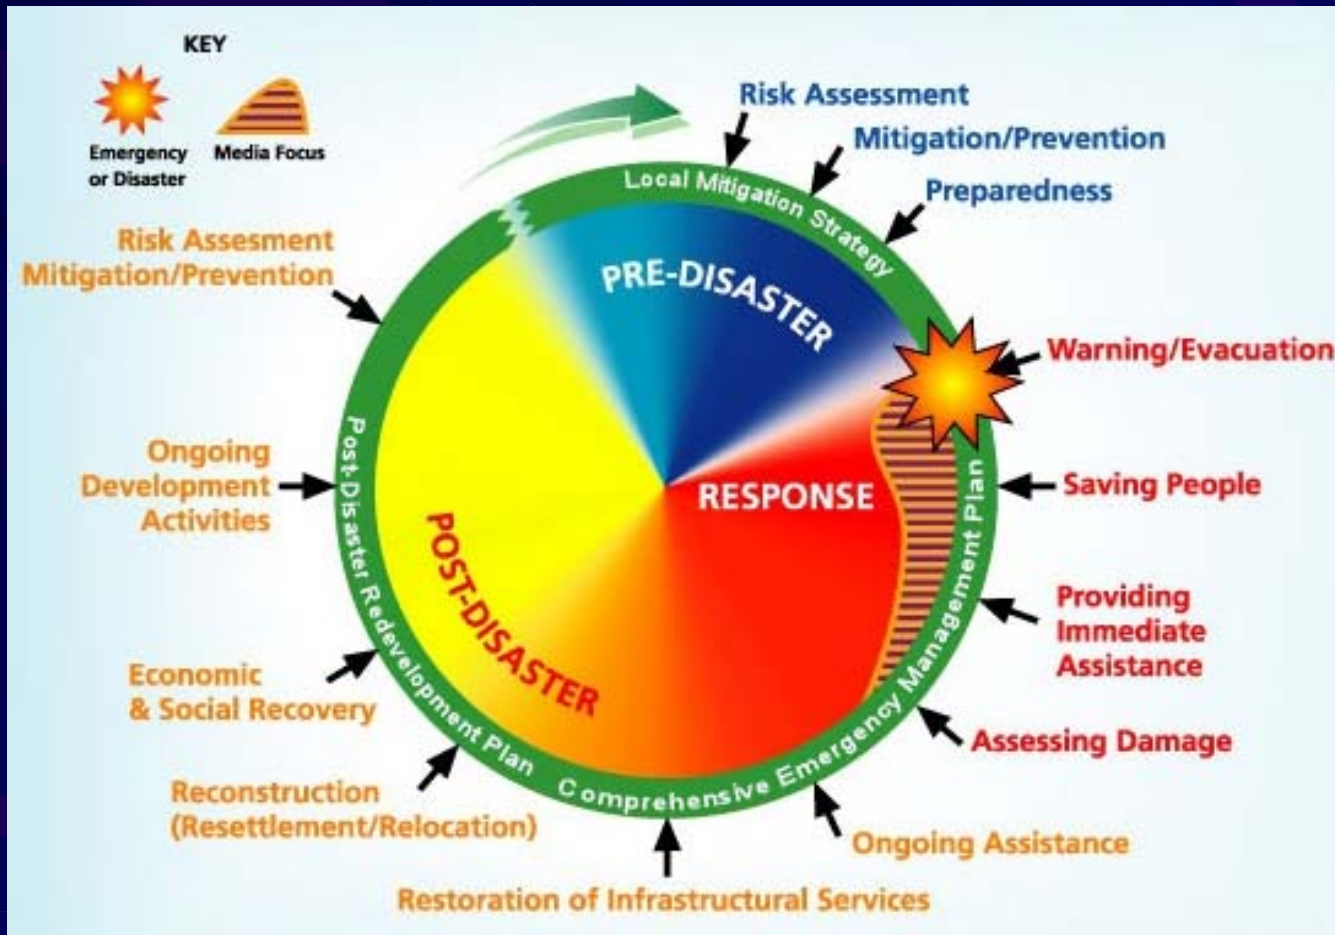 KEY
Emergency
or Disaster
Media Focus
Risk Assessment
Mitigation/Prevention
Preparedness
Local Mitigation Strategy
PRE-DISASTER
Warning/Evacuation
Saving People
RESPONSE
Providing
Immediate
Assistance
Assessing Damage
Comprehensive Emergency Management Plan
Ongoing Assistance
Restoration of Infrastructural Services
Reconstruction
(Resettlement/Relocation)
Economic
& Social Recovery
POST-DISASTER
Post-Disaster Redevelopment Plan
Ongoing
Development
Activities
Risk Assesment
Mitigation/Prevention